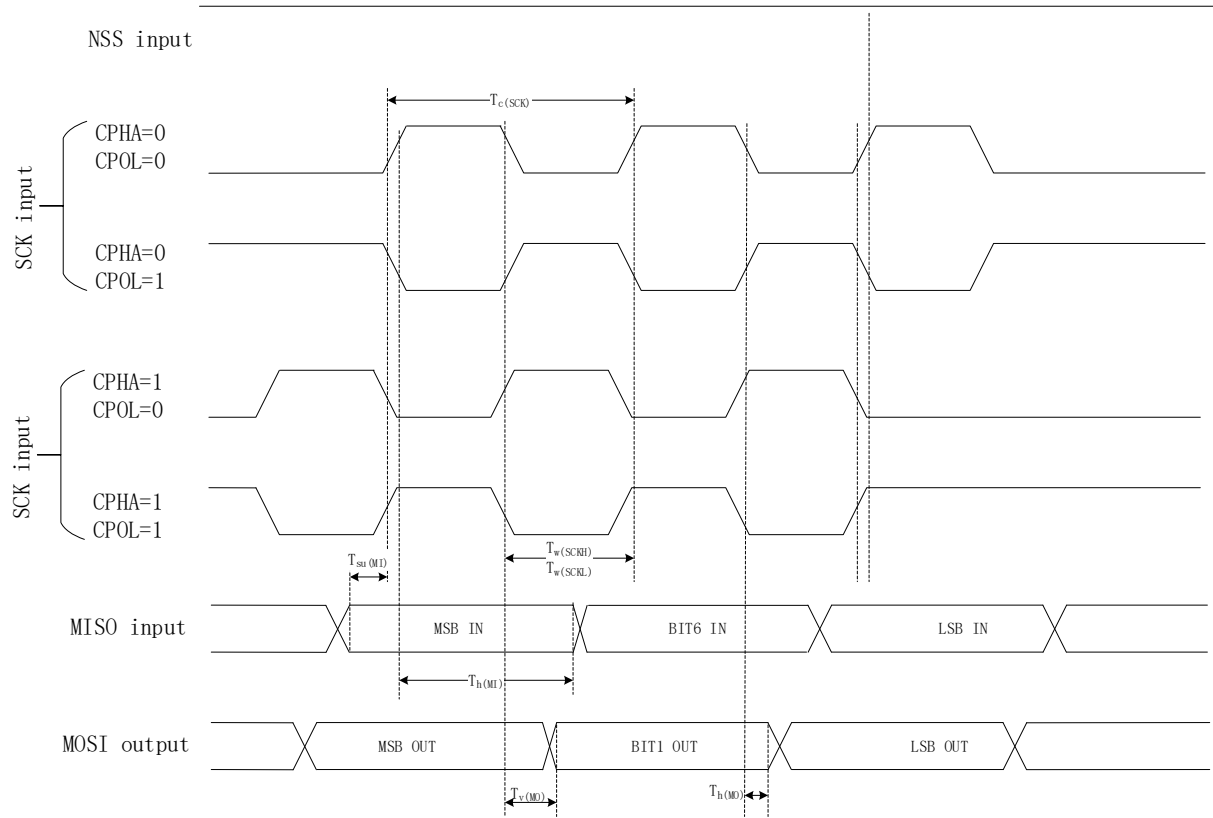 NSS input
Tc(SCK)
SCK input
CPHA=0
CPOL=0
CPHA=0
CPOL=1
SCK input
CPHA=1
CPOL=0
CPHA=1
CPOL=1
Tw(SCKH)
Tw(SCKL)
Tsu(MI)
MISO input
MSB IN
BIT6 IN
LSB IN
Th(MI)
MOSI output
MSB OUT
BIT1 OUT
LSB OUT
Tv(MO)
Th(MO)